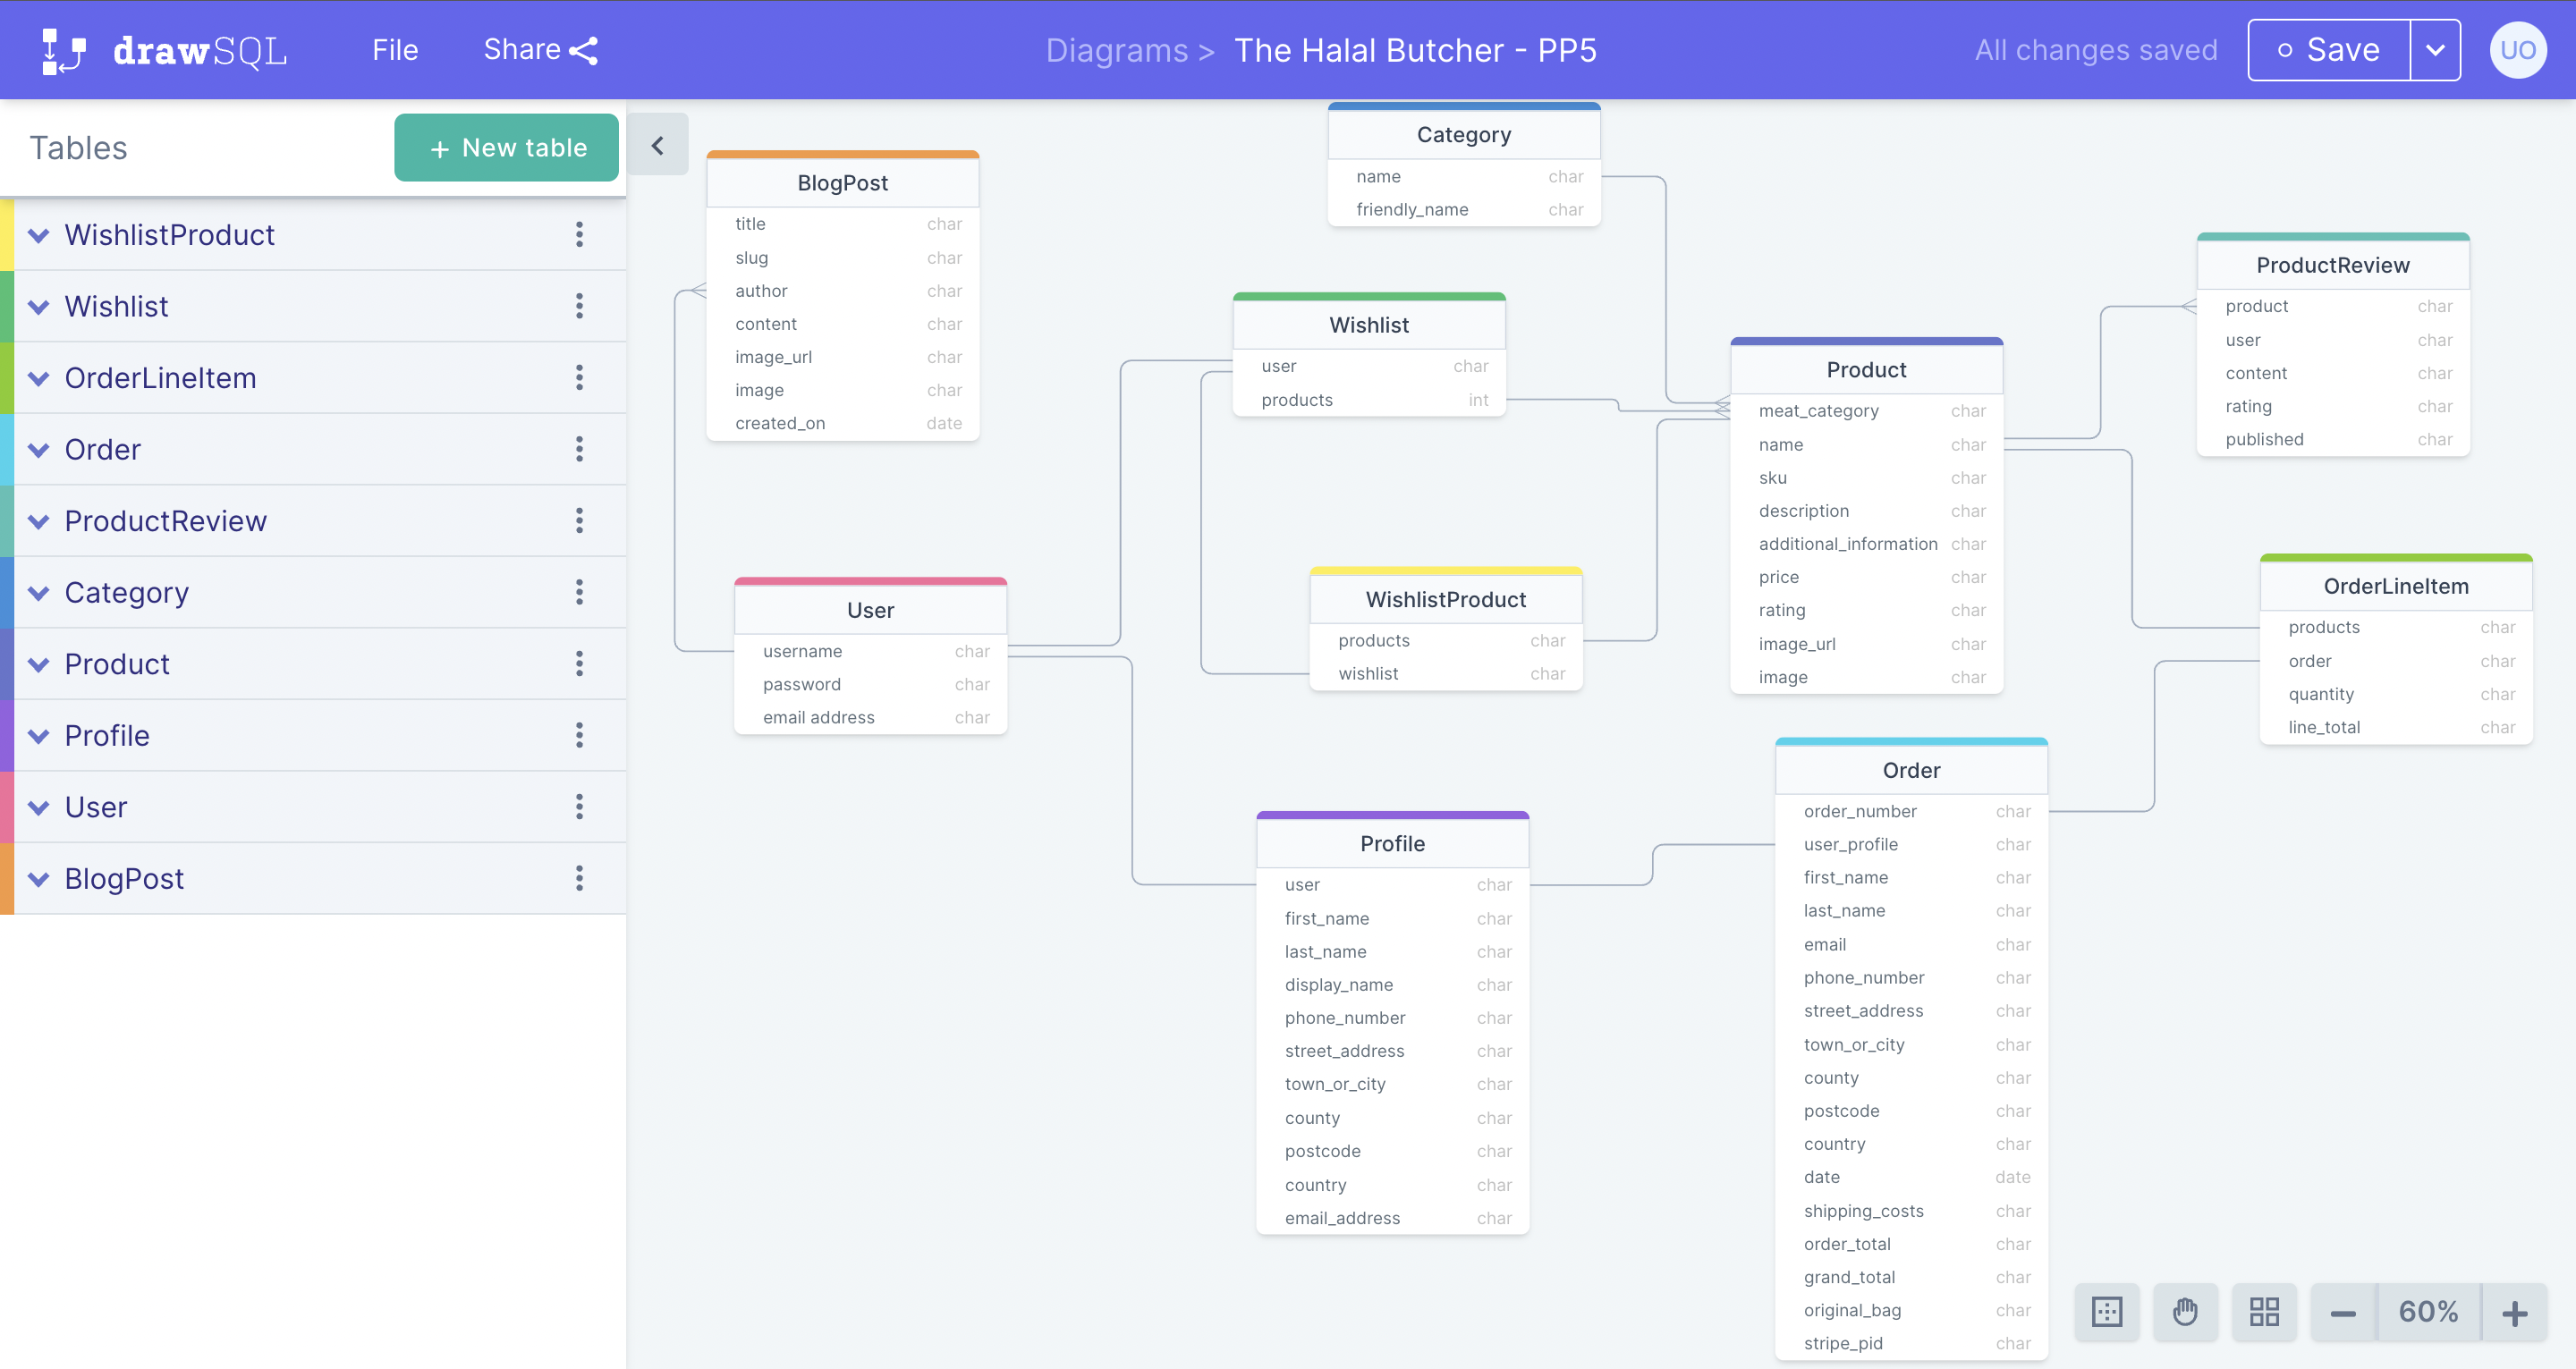 drawSQL File Share Diagrams > The Halal Butcher - PP5 All changes saved Save UO
Tables + New table
WishlistProduct
Wishlist
OrderLineItem
Order
ProductReview
Category
Product
Profile
User
BlogPost
BlogPost
title char
slug char
author char
content char
image_url char
image char
created_on date
Category
name char
friendly_name char
Wishlist
user char
products int
Product
meat_category char
name char
sku char
description char
additional_information char
price char
rating char
image_url char
image char
ProductReview
product char
user char
content char
rating char
published char
User
username char
password char
email address char
WishlistProduct
products char
wishlist char
OrderLineItem
products char
order char
quantity char
line_total char
Profile
user char
first_name char
last_name char
display_name char
phone_number char
street_address char
town_or_city char
county char
postcode char
country char
email_address char
Order
order_number char
user_profile char
first_name char
last_name char
email char
phone_number char
street_address char
town_or_city char
county char
postcode char
country char
date date
shipping_costs char
order_total char
grand_total char
original_bag char
stripe_pid char
60%